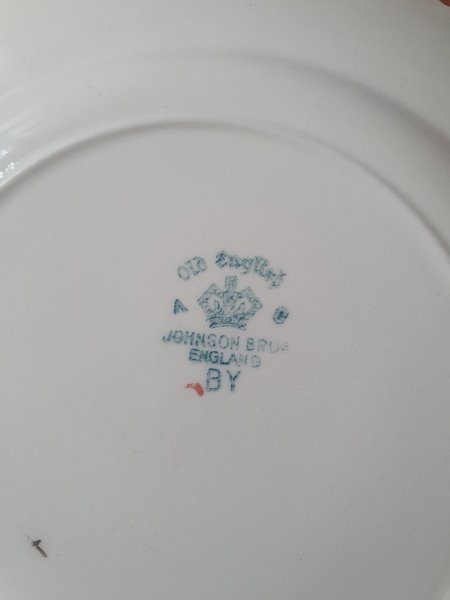 Old English
A G
JOHNSON BROS
ENGLAND
BY